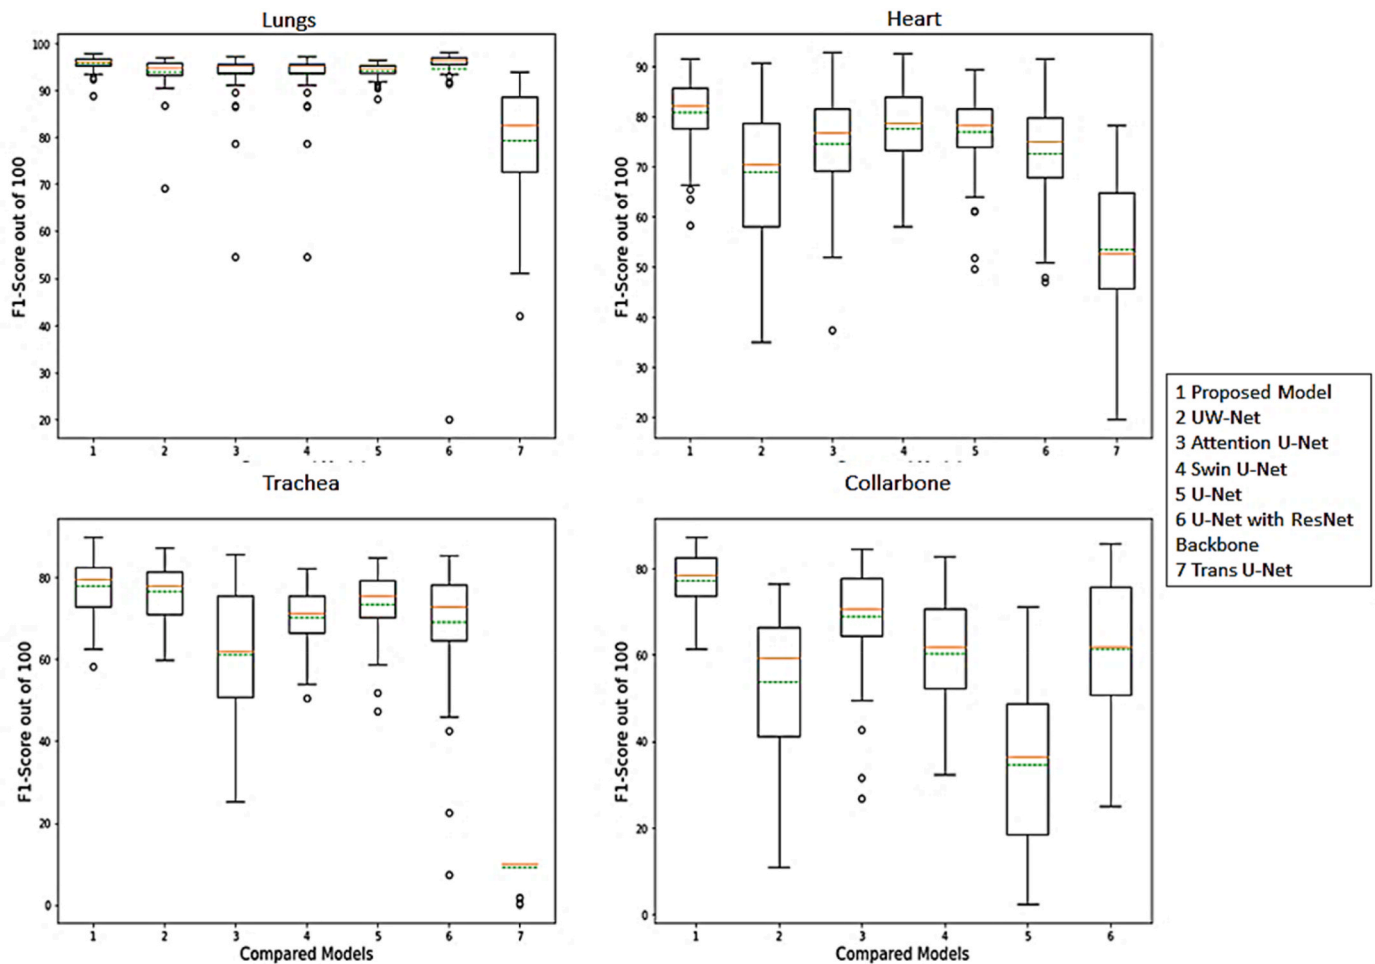 Lungs
F1-Score out of 100
100
90
80
70
60
50
40
30
20
1 2 3 4 5 6 7
Heart
F1-Score out of 100
90
80
70
60
50
40
30
20
1 2 3 4 5 6 7
Trachea
F1-Score out of 100
80
60
40
20
0
1 2 3 4 5 6 7
Compared Models
Collarbone
F1-Score out of 100
80
60
40
20
0
1 2 3 4 5 6
Compared Models
1 Proposed Model
2 UW-Net
3 Attention U-Net
4 Swin U-Net
5 U-Net
6 U-Net with ResNet
Backbone
7 Trans U-Net